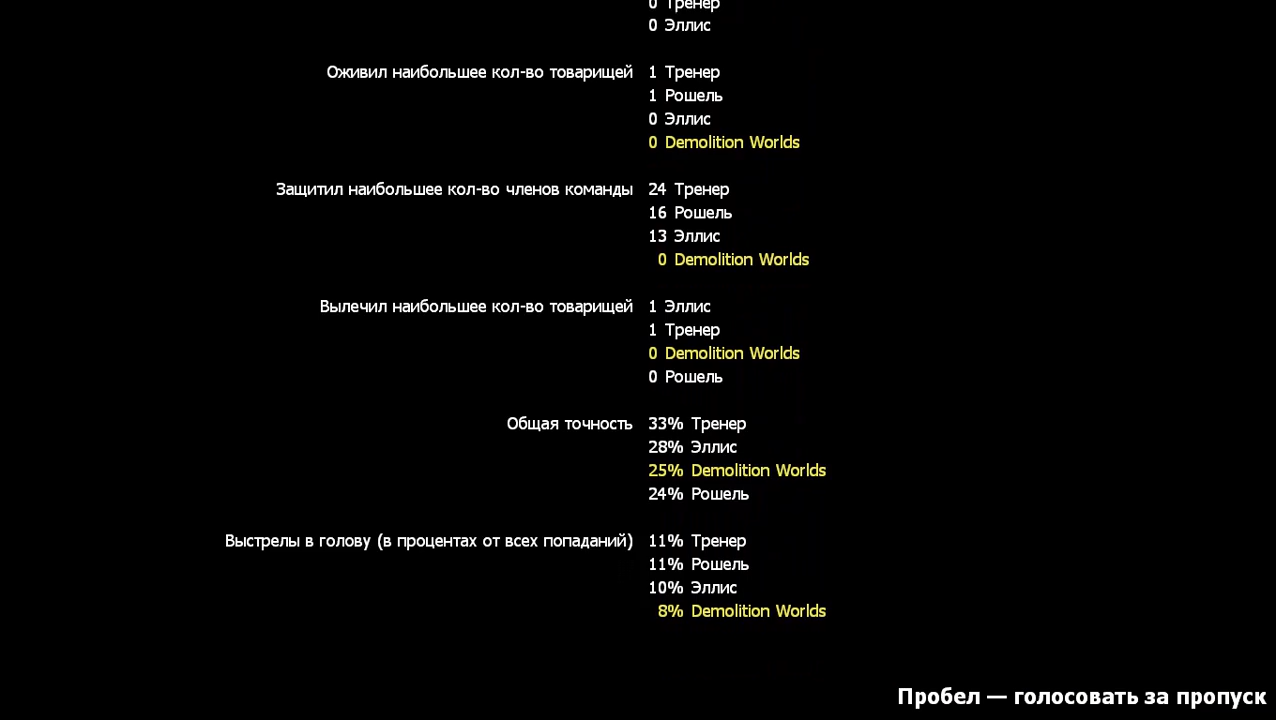 0 Тренер
0 Эллис
Оживил наибольшее кол-во товарищей 1 Тренер
1 Рошель
0 Эллис
0 Demolition Worlds
Защитил наибольшее кол-во членов команды 24 Тренер
16 Рошель
13 Эллис
0 Demolition Worlds
Вылечил наибольшее кол-во товарищей 1 Эллис
1 Тренер
0 Demolition Worlds
0 Рошель
Общая точность 33% Тренер
28% Эллис
25% Demolition Worlds
24% Рошель
Выстрелы в голову (в процентах от всех попаданий) 11% Тренер
11% Рошель
10% Эллис
8% Demolition Worlds
Пробел — голосовать за пропуск